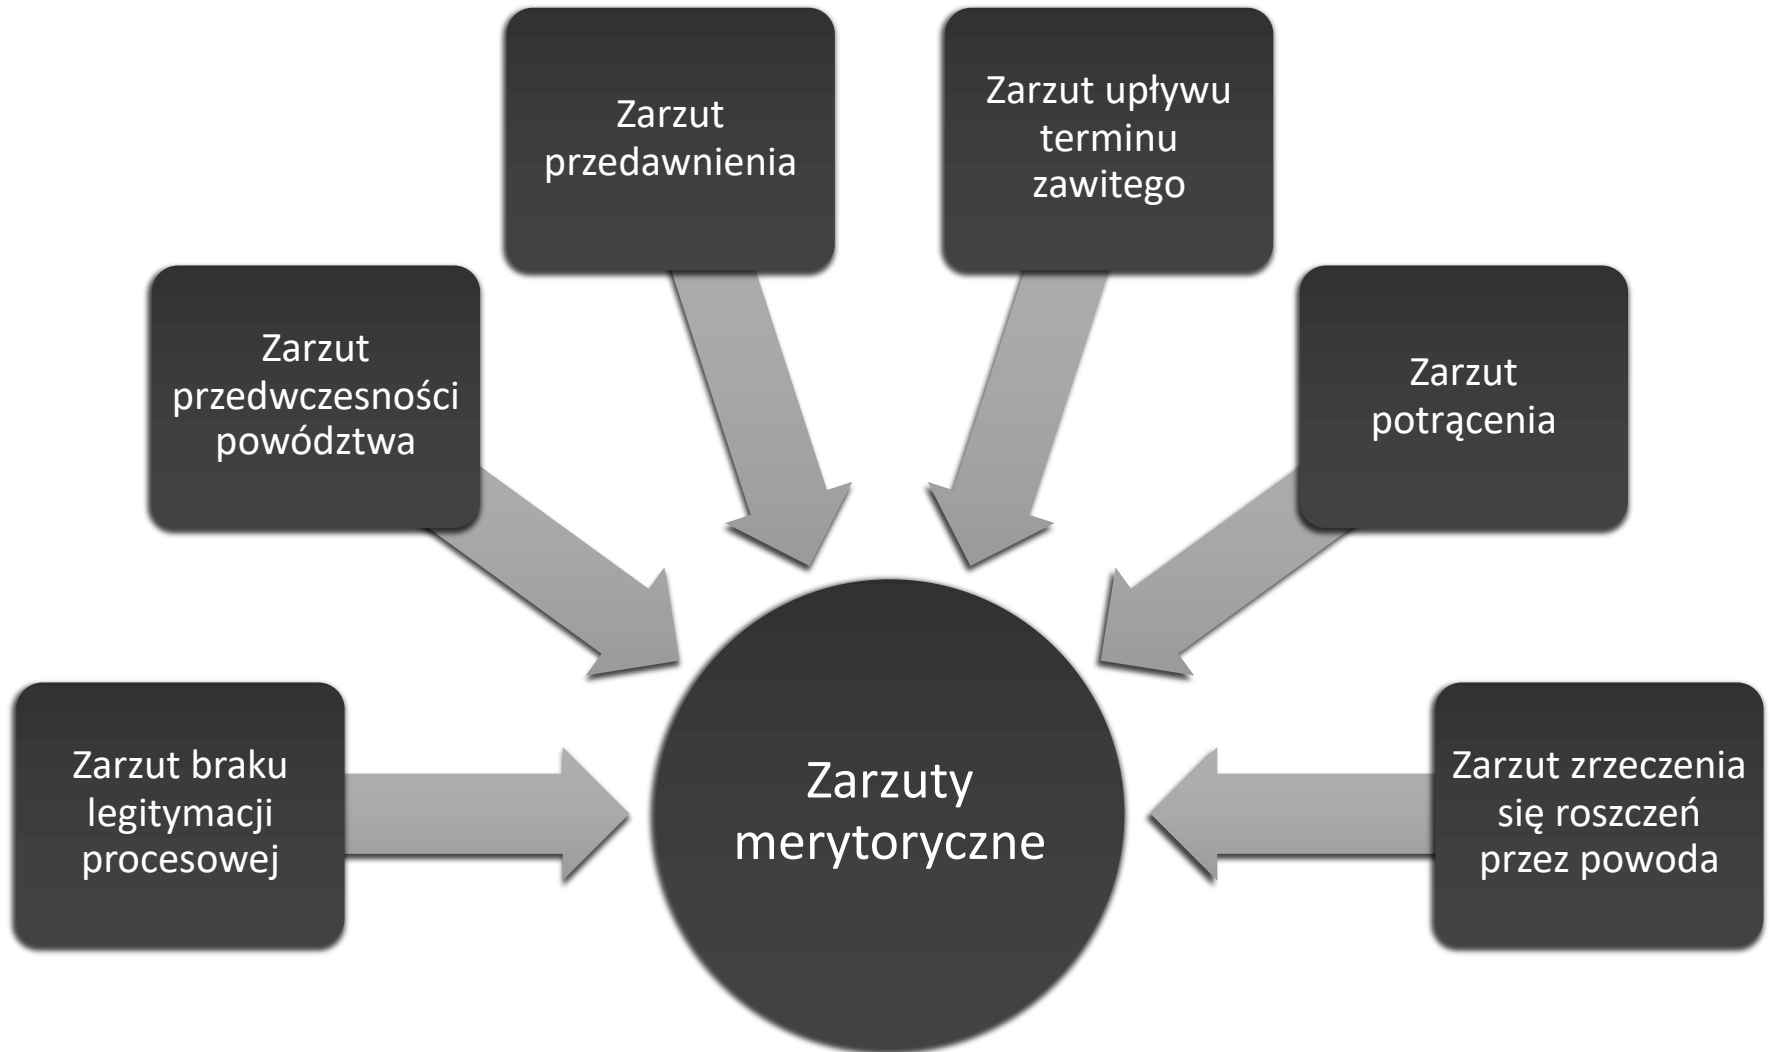 Zarzut
przedawnienia
Zarzut upływu
terminu
zawitego
Zarzut
przedwczesności
powództwa
Zarzut
potrącenia
Zarzut braku
legitymacji
procesowej
Zarzuty
merytoryczne
Zarzut zrzeczenia
się roszczeń
przez powoda